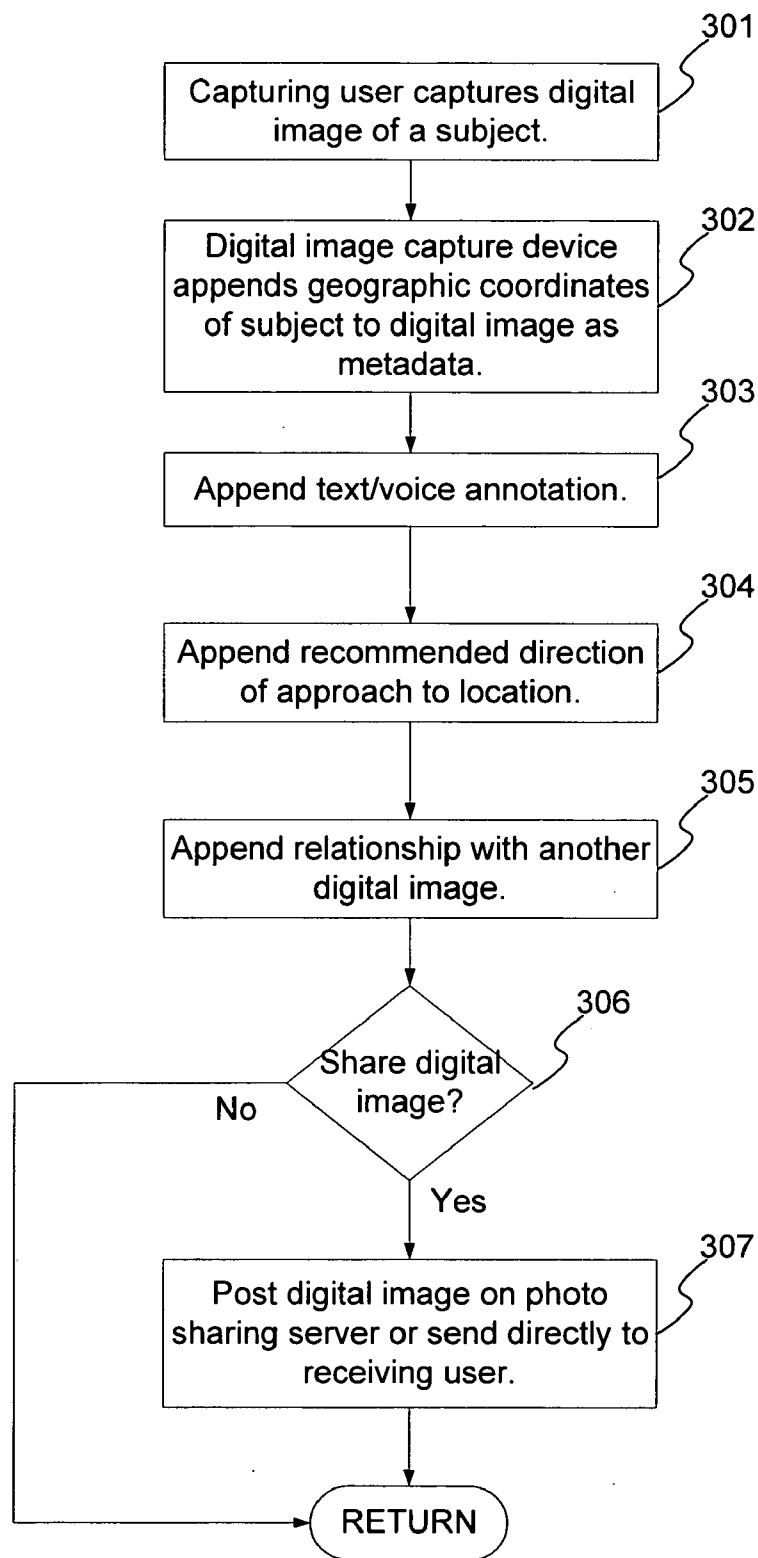 301
Capturing user captures digital
image of a subject.
302
Digital image capture device
appends geographic coordinates
of subject to digital image as
metadata.
303
Append text/voice annotation.
304
Append recommended direction
of approach to location.
305
Append relationship with another
digital image.
306
Share digital
image?
No
Yes
307
Post digital image on photo
sharing server or send directly to
receiving user.
RETURN